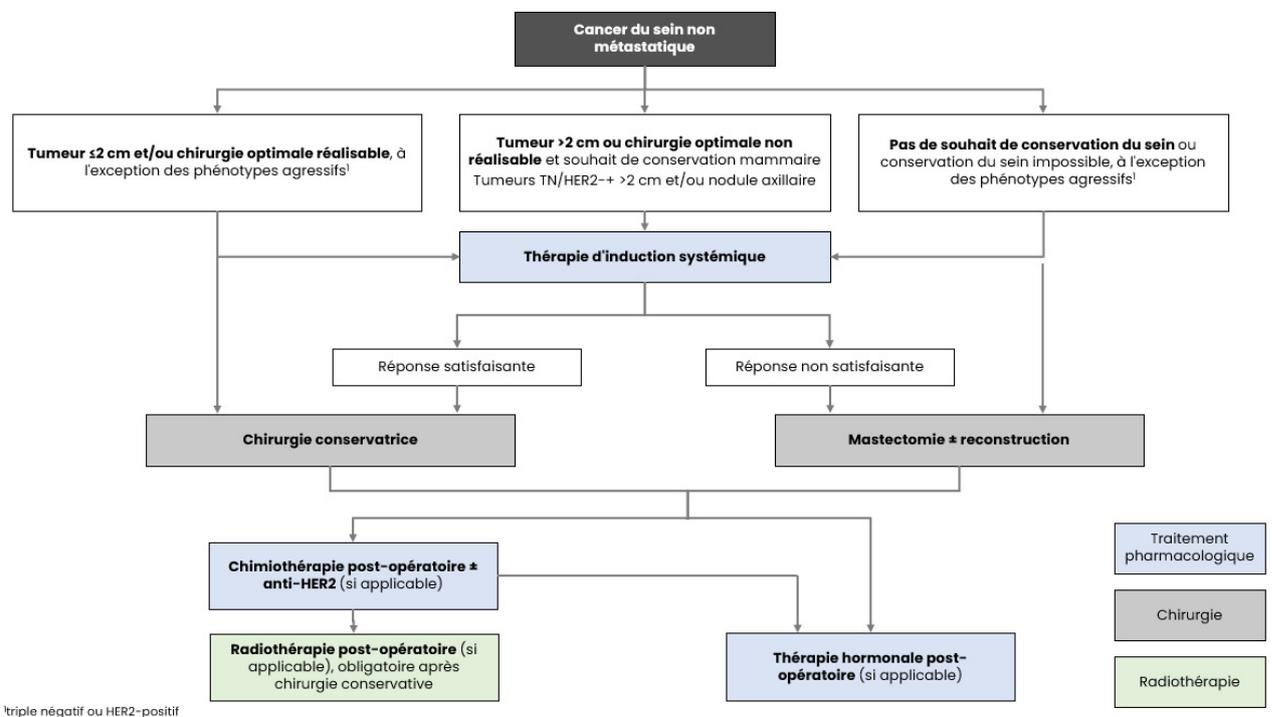 Cancer du sein non
métastatique
Tumeur ≤2 cm et/ou chirurgie optimale réalisable, à
l'exception des phénotypes agressifs¹
Tumeur >2 cm ou chirurgie optimale non
réalisable et souhait de conservation mammaire
Tumeurs TN/HER2-+ >2 cm et/ou nodule axillaire
Pas de souhait de conservation du sein ou
conservation du sein impossible, à l'exception
des phénotypes agressifs¹
Thérapie d'induction systémique
Réponse satisfaisante
Réponse non satisfaisante
Chirurgie conservatrice
Mastectomie ± reconstruction
Chimiothérapie post-opératoire ±
anti-HER2 (si applicable)
Radiothérapie post-opératoire (si
applicable), obligatoire après
chirurgie conservative
Thérapie hormonale post-
opératoire (si applicable)
Traitement
pharmacologique
Chirurgie
Radiothérapie
¹triple négatif ou HER2-positif